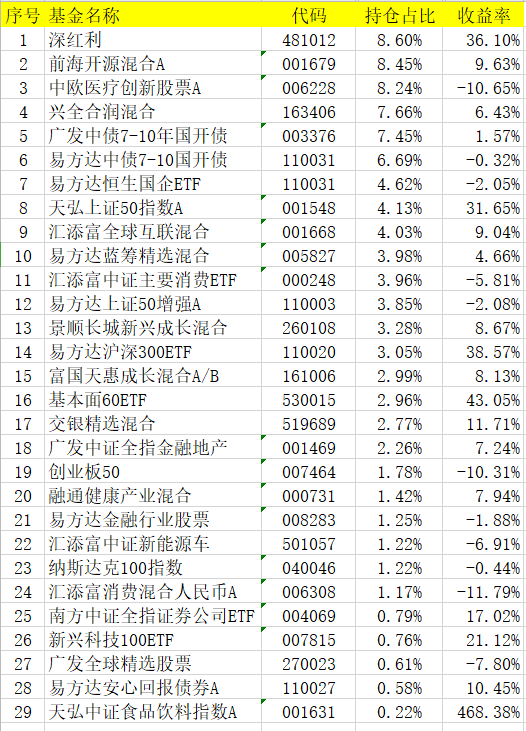 序号 基金名称 代码 持仓占比 收益率
1 深红利 481012 8.60% 36.10%
2 前海开源混合A 001679 8.45% 9.63%
3 中欧医疗创新股票A 006228 8.24% -10.65%
4 兴全合润混合 163406 7.66% 6.43%
5 广发中债7-10年国开债 003376 7.45% 1.57%
6 易方达中债7-10国开债 110031 6.69% -0.32%
7 易方达恒生国企ETF 110031 4.62% -2.05%
8 天弘上证50指数A 001548 4.13% 31.65%
9 汇添富全球互联混合 001668 4.03% 9.04%
10 易方达蓝筹精选混合 005827 3.98% 4.66%
11 汇添富中证主要消费ETF 000248 3.96% -5.81%
12 易方达上证50增强A 110003 3.85% -2.08%
13 景顺长城新兴成长混合 260108 3.28% 8.67%
14 易方达沪深300ETF 110020 3.05% 38.57%
15 富国天惠成长混合A/B 161006 2.99% 8.13%
16 基本面60ETF 530015 2.96% 43.05%
17 交银精选混合 519689 2.77% 11.71%
18 广发中证全指金融地产 001469 2.26% 7.24%
19 创业板50 007464 1.78% -10.31%
20 融通健康产业混合 000731 1.42% 7.94%
21 易方达金融行业股票 008283 1.25% -1.88%
22 汇添富中证新能源车 501057 1.22% -6.91%
23 纳斯达克100指数 040046 1.22% -0.44%
24 汇添富消费混合人民币A 006308 1.17% -11.79%
25 南方中证全指证券公司ETF 004069 0.79% 17.02%
26 新兴科技100ETF 007815 0.76% 21.12%
27 广发全球精选股票 270023 0.61% -7.80%
28 易方达安心回报债券A 110027 0.58% 10.45%
29 天弘中证食品饮料指数A 001631 0.22% 468.38%